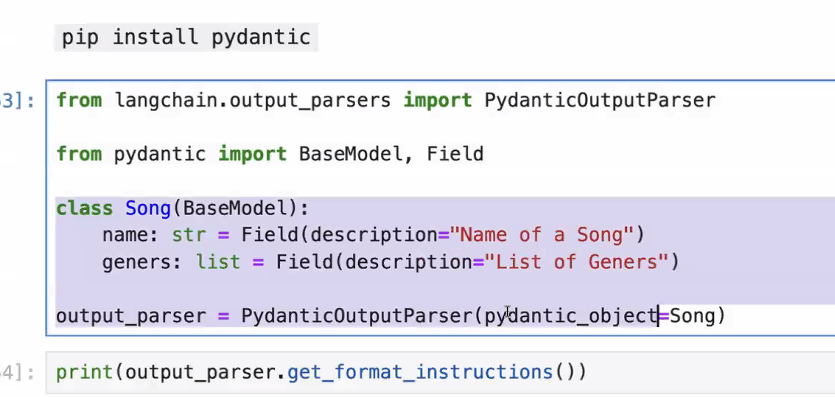 pip install pydantic
3]:
from langchain.output_parsers import PydanticOutputParser
from pydantic import BaseModel, Field
class Song(BaseModel):
name: str = Field(description="Name of a Song")
geners: list = Field(description="List of Geners")
output_parser = PydanticOutputParser(pydantic_object=Song)
4]:
print(output_parser.get_format_instructions())